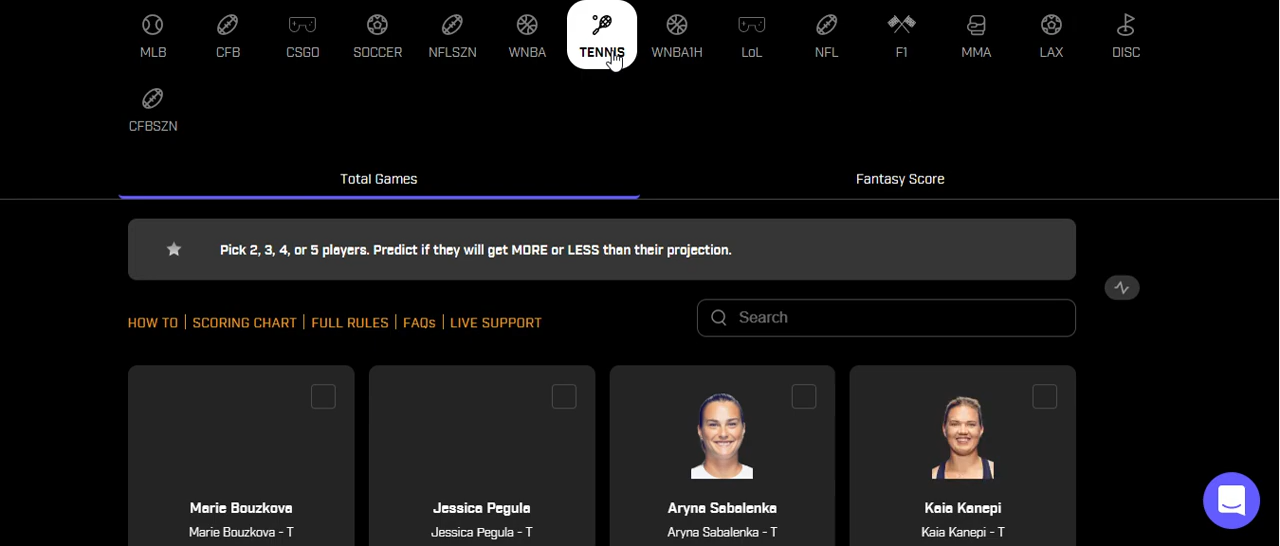 MLB CFB CSGO SOCCER NFLSZN WNBA TENNIS WNBA1H LoL NFL F1 MMA LAX DISC
CFBSZN
Total Games Fantasy Score
Pick 2, 3, 4, or 5 players. Predict if they will get MORE or LESS than their projection.
HOW TO | SCORING CHART | FULL RULES | FAQs | LIVE SUPPORT Search
Marie Bouzkova Jessica Pegula Aryna Sabalenka Kaia Kanepi
Marie Bouzkova - T Jessica Pegula - T Aryna Sabalenka - T Kaia Kanepi - T